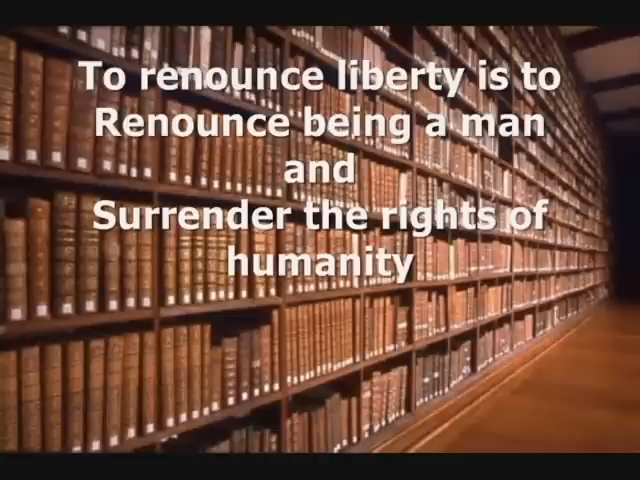 To renounce liberty is to
Renounce being a man
and
Surrender the rights of
humanity